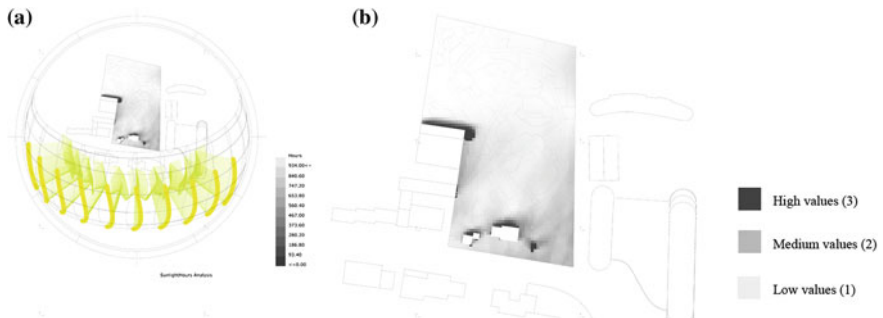 (a)
(b)
Hours
934.00<=
840.60
747.20
653.80
560.40
467.00
373.60
280.20
186.80
93.40
<=0.00
SunlightHours Analysis
High values (3)
Medium values (2)
Low values (1)